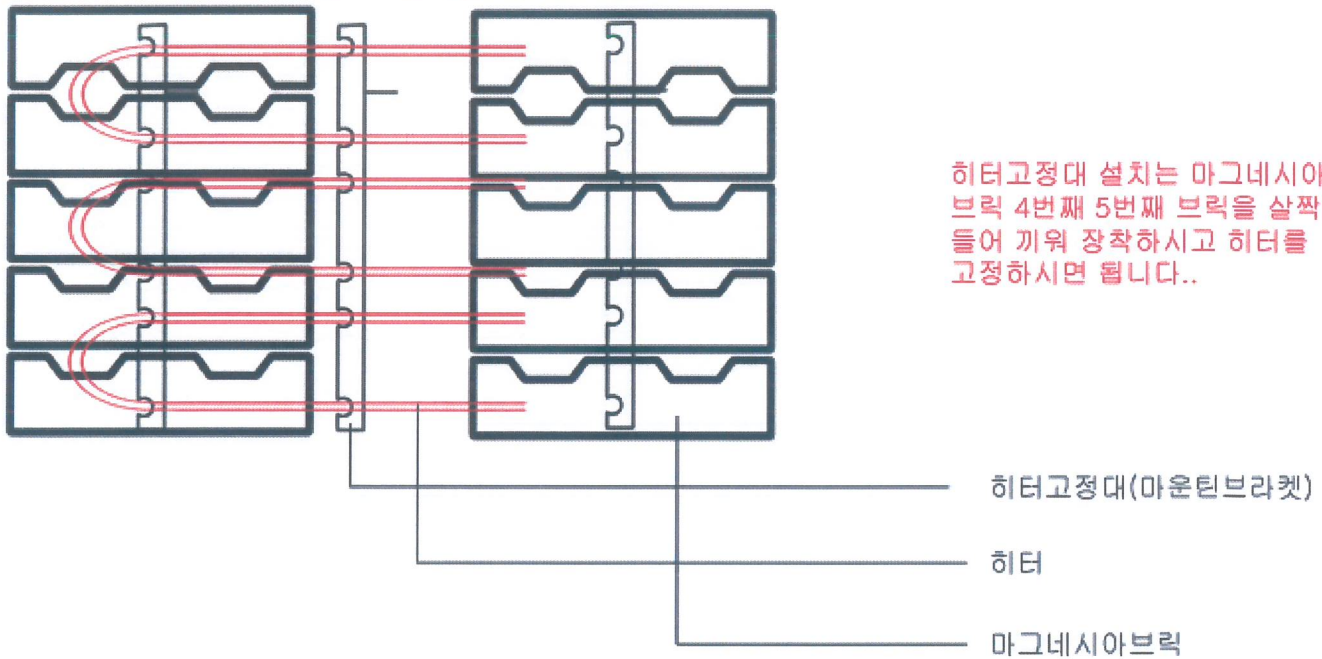 히터고정대 설치는 마그네시아
브릭 4번째 5번째 브릭을 살짝
들어 끼워 장착하시고 히터를
고정하시면 됩니다..
히터고정대(마운틴브라켓)
히터
마그네시아브릭